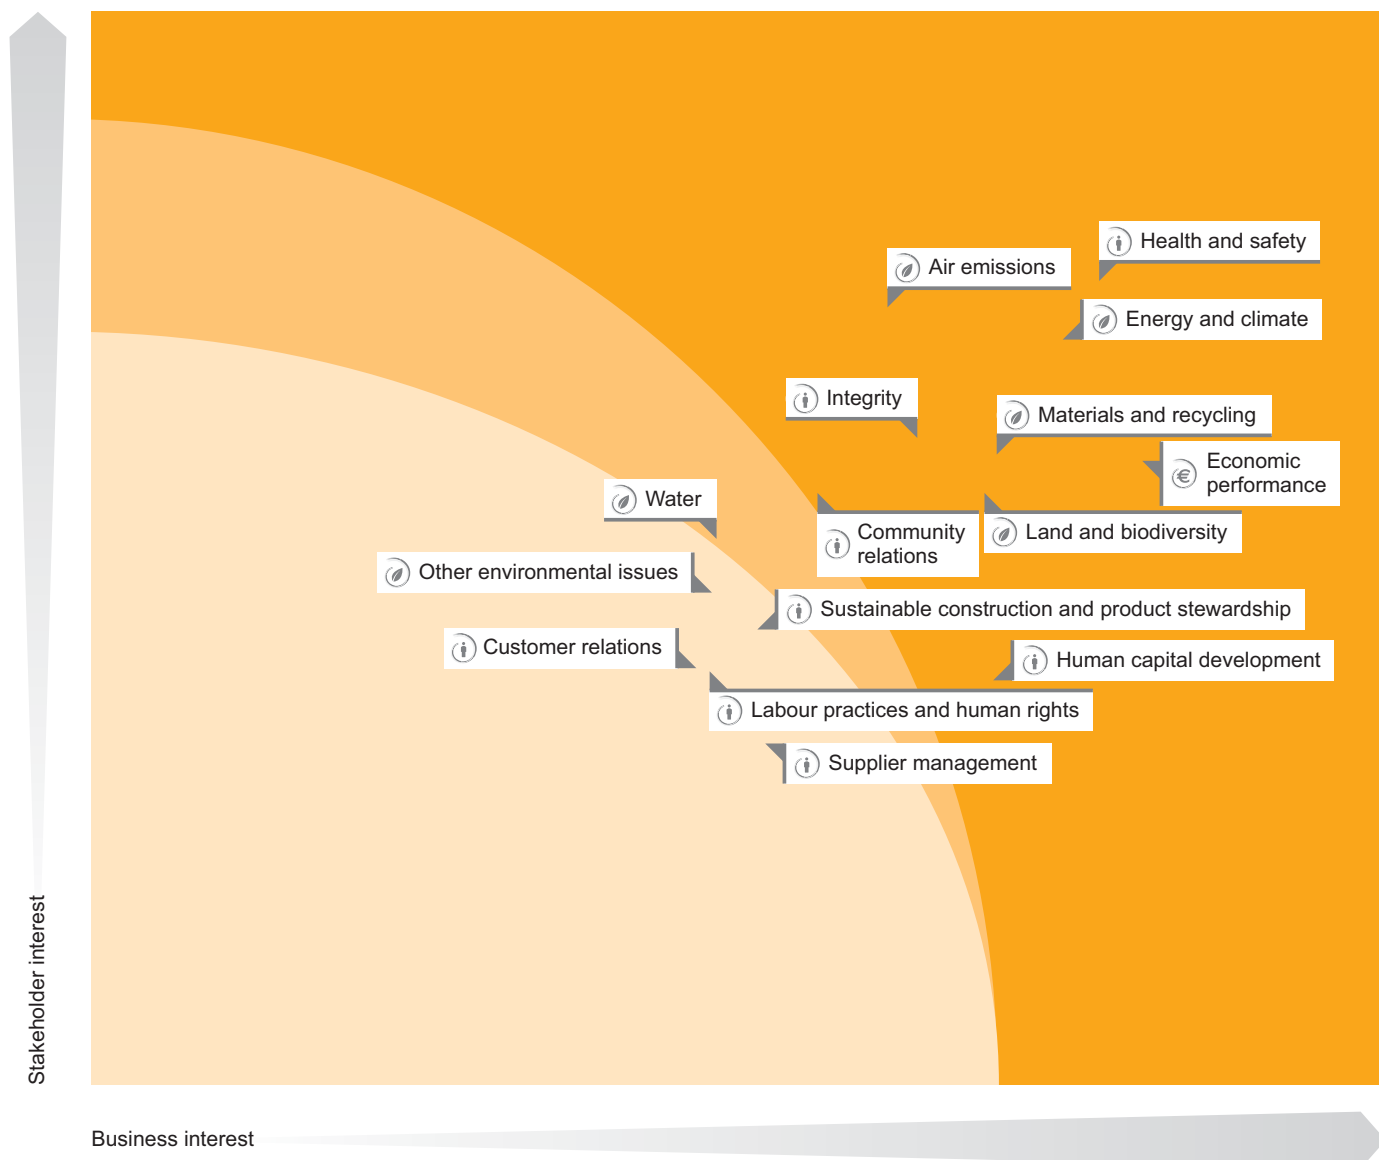 Health and safety
Air emissions
Energy and climate
Integrity
Materials and recycling
€
Economic
performance
Water
Community
relations
Land and biodiversity
Other environmental issues
Sustainable construction and product stewardship
Customer relations
Human capital development
Labour practices and human rights
Supplier management
Stakeholder interest
Business interest